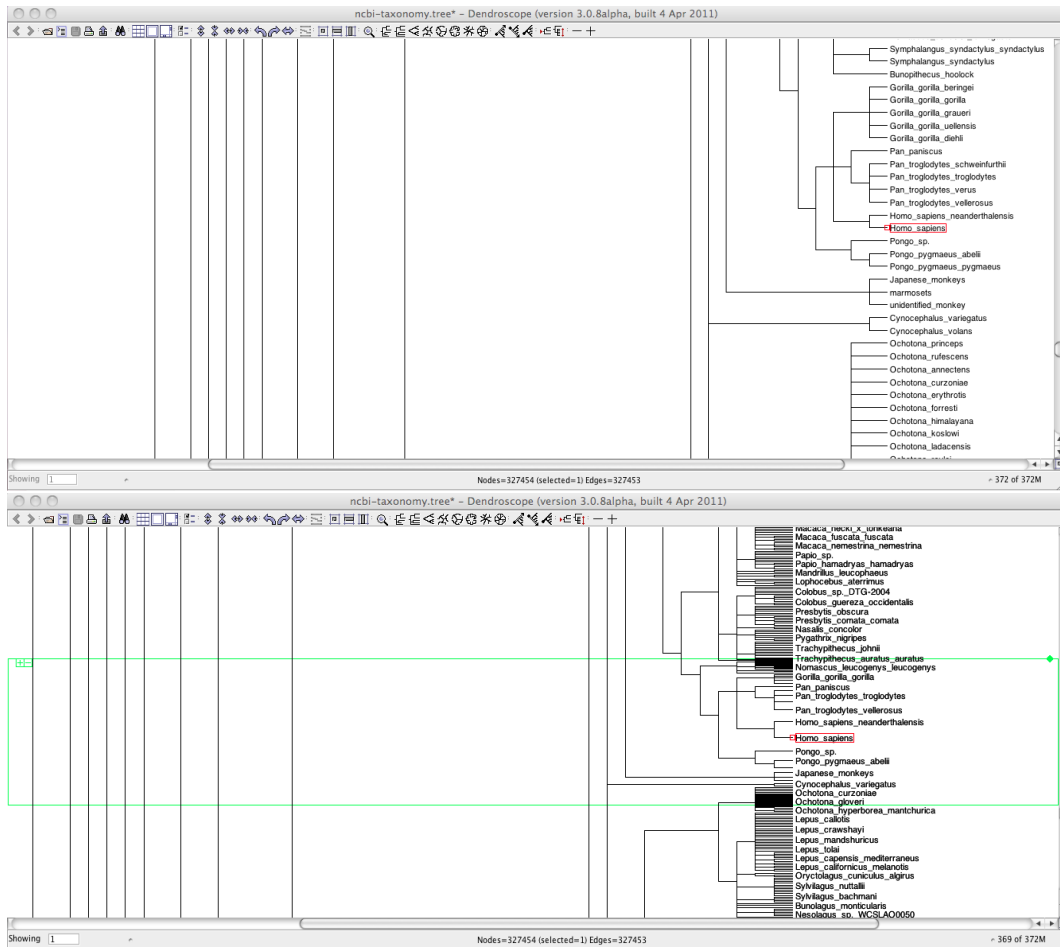 ncbi-taxonomy.tree* - Dendroscope (version 3.0.8alpha, built 4 Apr 2011)
Symphalangus_syndactylus_syndactylus
Symphalangus_syndactylus
Bunopithecus_hoolock
Gorilla_gorilla_beringei
Gorilla_gorilla_gorilla
Gorilla_gorilla_graueri
Gorilla_gorilla_uellensis
Gorilla_gorilla_diehli
Pan_paniscus
Pan_troglodytes_schweinfurthii
Pan_troglodytes_troglodytes
Pan_troglodytes_verus
Pan_troglodytes_vellerosus
Homo_sapiens_neanderthalensis
Homo_sapiens
Pongo_sp.
Pongo_pygmaeus_abelii
Pongo_pygmaeus_pygmaeus
Japanese_monkeys
marmosets
unidentified_monkey
Cynocephalus_variegatus
Cynocephalus_volans
Ochotona_princeps
Ochotona_rufescens
Ochotona_annectens
Ochotona_curzoniae
Ochotona_erythrotis
Ochotona_forresti
Ochotona_himalayana
Ochotona_koslowi
Ochotona_ladacensis
Showing 1 Nodes=327454 (selected=1) Edges=327453 372 of 372M
ncbi-taxonomy.tree* - Dendroscope (version 3.0.8alpha, built 4 Apr 2011)
Macaca_necki_x_tonkeana
Macaca_fuscata_fuscata
Macaca_nemestrina_nemestrina
Papio_sp.
Papio_hamadryas_hamadryas
Mandrillus_leucophaeus
Lophocebus_aterrimus
Colobus_sp._DTG-2004
Colobus_guereza_occidentalis
Presbytis_obscura
Presbytis_comata_comata
Nasalis_concolor
Pygathrix_nigripes
Trachypithecus_johnii
Trachypithecus_auratus_auratus
Nomascus_leucogenys_leucogenys
Gorilla_gorilla_gorilla
Pan_paniscus
Pan_troglodytes_troglodytes
Pan_troglodytes_vellerosus
Homo_sapiens_neanderthalensis
Homo_sapiens
Pongo_sp.
Pongo_pygmaeus_abelii
Japanese_monkeys
Cynocephalus_variegatus
Ochotona_curzoniae
Ochotona_gloveri
Ochotona_hyperborea_mantchurica
Lepus_callotis
Lepus_crawshayi
Lepus_mandshuricus
Lepus_tolai
Lepus_capensis_mediterraneus
Lepus_californicus_melanotis
Oryctolagus_cuniculus_algirus
Sylvilagus_nuttallii
Sylvilagus_bachmani
Bunolagus_monticularis
Nesolagus_sp._WCSLAO0050
Showing 1 Nodes=327454 (selected=1) Edges=327453 369 of 372M